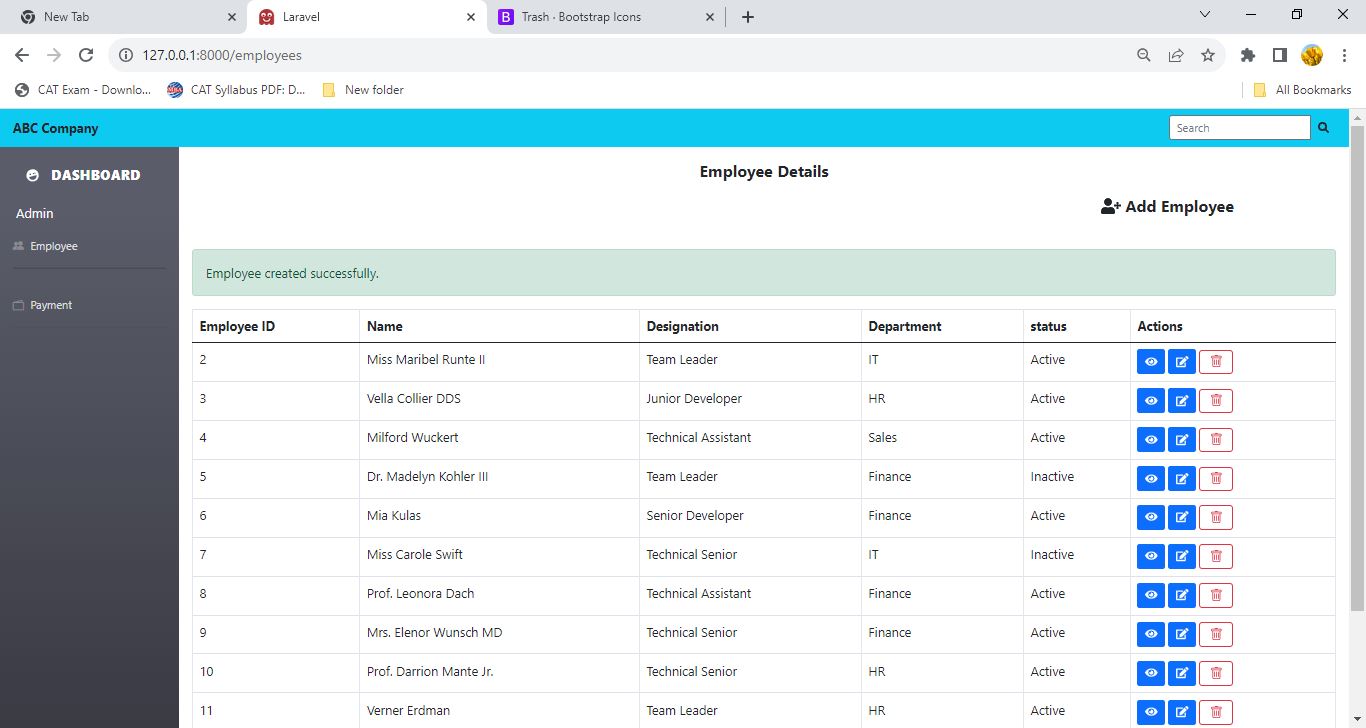 New Tab
Laravel
Trash · Bootstrap Icons
127.0.0.1:8000/employees
CAT Exam - Downlo...
CAT Syllabus PDF: D...
New folder
All Bookmarks
ABC Company
Search
DASHBOARD
Admin
Employee
Payment
Employee Details
Add Employee
Employee created successfully.
Employee ID Name Designation Department status Actions
2 Miss Maribel Runte II Team Leader IT Active
3 Vella Collier DDS Junior Developer HR Active
4 Milford Wuckert Technical Assistant Sales Active
5 Dr. Madelyn Kohler III Team Leader Finance Inactive
6 Mia Kulas Senior Developer Finance Active
7 Miss Carole Swift Technical Senior IT Inactive
8 Prof. Leonora Dach Technical Assistant Finance Active
9 Mrs. Elenor Wunsch MD Technical Senior Finance Active
10 Prof. Darrion Mante Jr. Technical Senior HR Active
11 Verner Erdman Team Leader HR Active